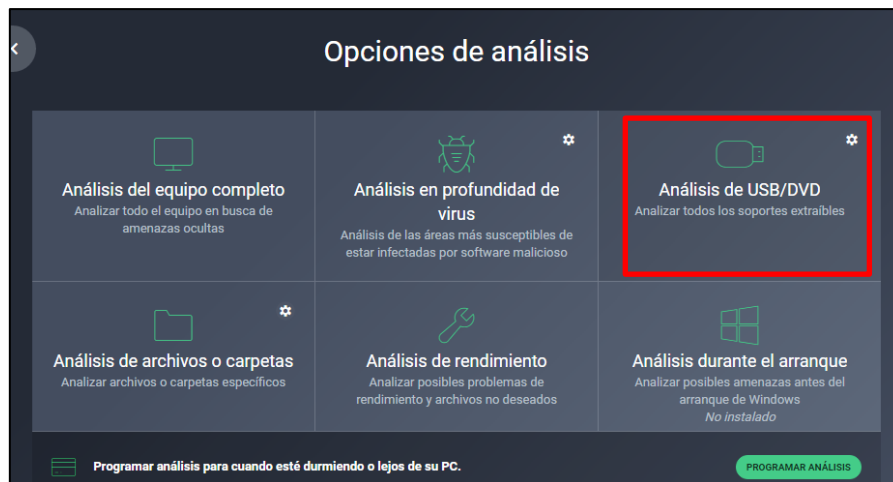 Opciones de análisis
Análisis del equipo completo
Analizar todo el equipo en busca de
amenazas ocultas
Análisis en profundidad de
virus
Análisis de las áreas más susceptibles de
estar infectadas por software malicioso
Análisis de USB/DVD
Analizar todos los soportes extraíbles
Análisis de archivos o carpetas
Analizar archivos o carpetas específicos
Análisis de rendimiento
Analizar posibles problemas de
rendimiento y archivos no deseados
Análisis durante el arranque
Analizar posibles amenazas antes del
arranque de Windows
No instalado
Programar análisis para cuando esté durmiendo o lejos de su PC.
PROGRAMAR ANÁLISIS